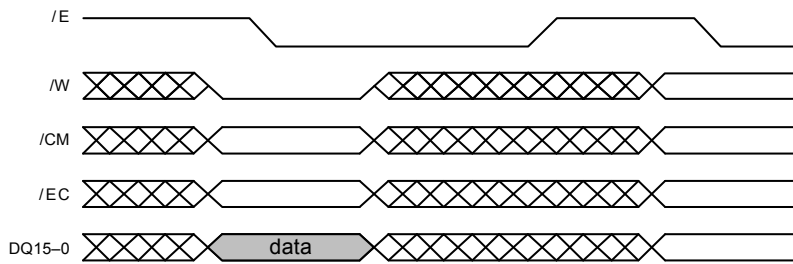 /E
/W
/CM
/EC
DQ15–0 data